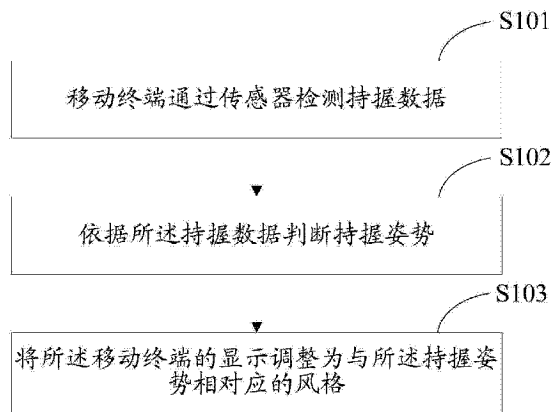 S101
移动终端通过传感器检测持握数据
S102
依据所述持握数据判断持握姿势
S103
将所述移动终端的显示调整为与所述持握姿
势相对应的风格